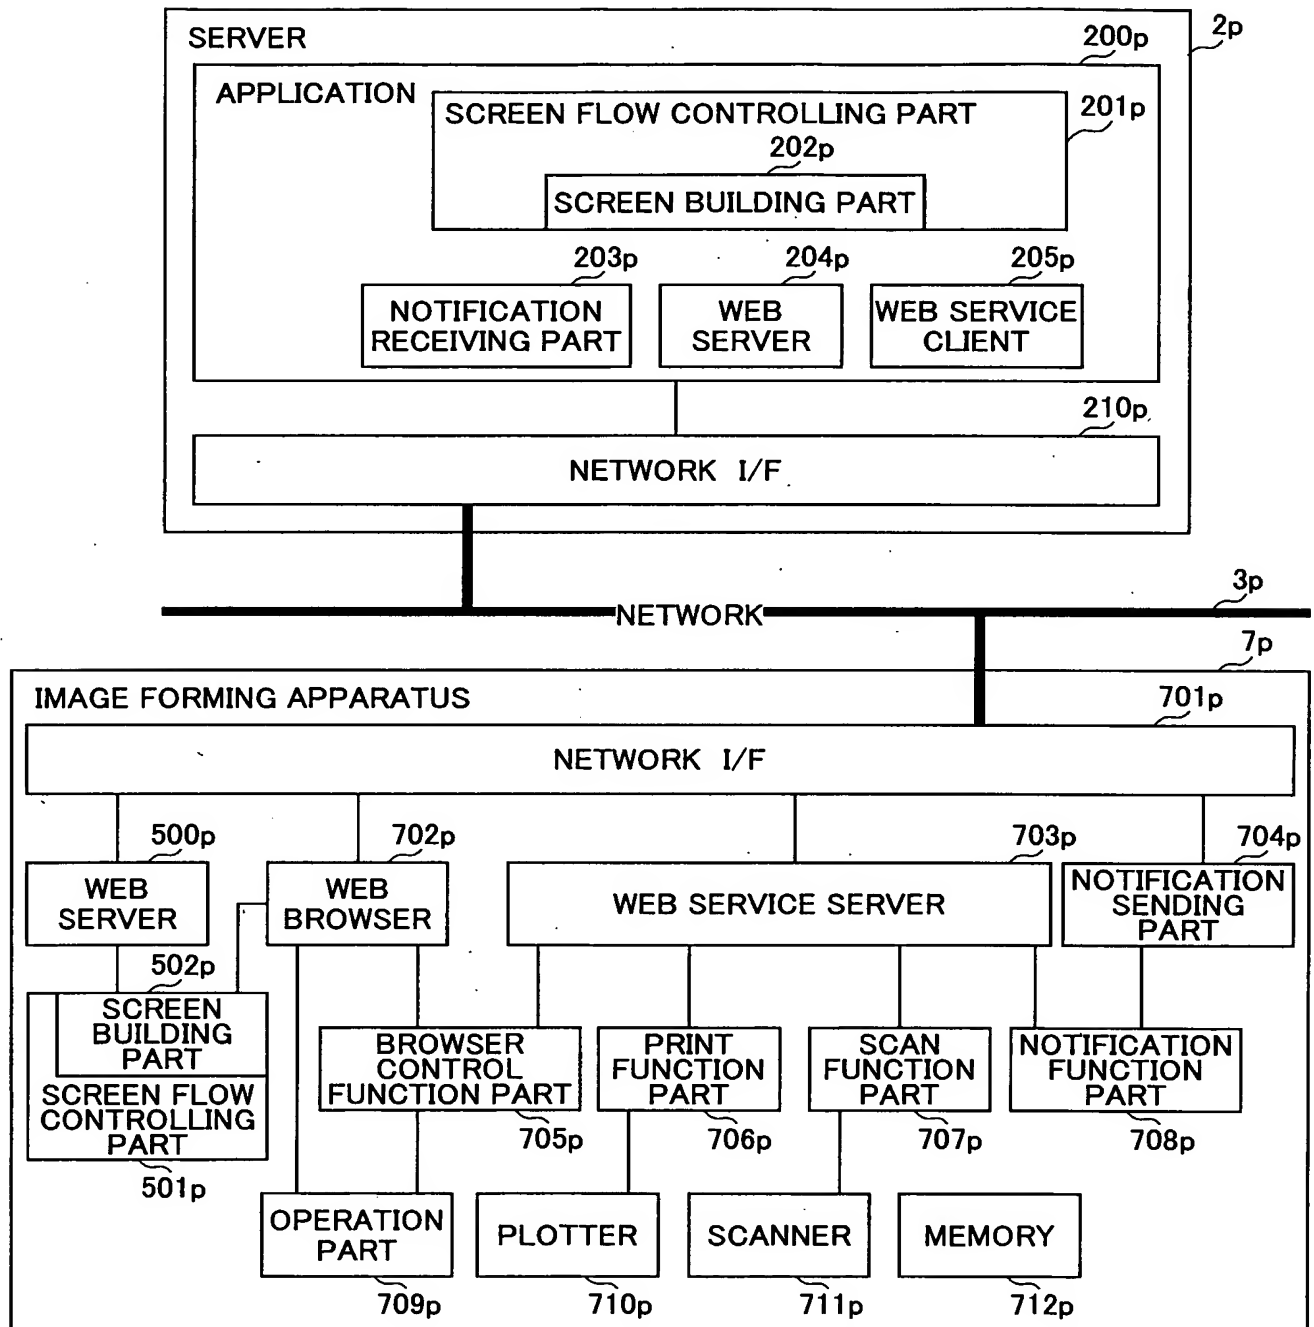 SERVER
2p
200p
APPLICATION
SCREEN FLOW CONTROLLING PART
201p
202p
SCREEN BUILDING PART
203p
204p
205p
NOTIFICATION
RECEIVING PART
WEB
SERVER
WEB SERVICE
CLIENT
210p
NETWORK I/F
3p
NETWORK
7p
IMAGE FORMING APPARATUS
701p
NETWORK I/F
500p
702p
703p
704p
WEB
SERVER
WEB
BROWSER
WEB SERVICE SERVER
NOTIFICATION
SENDING
PART
502p
SCREEN
BUILDING
PART
SCREEN FLOW
CONTROLLING
PART
501p
BROWSER
CONTROL
FUNCTION PART
705p
PRINT
FUNCTION
PART
706p
SCAN
FUNCTION
PART
707p
NOTIFICATION
FUNCTION
PART
708p
OPERATION
PART
709p
PLOTTER
710p
SCANNER
711p
MEMORY
712p